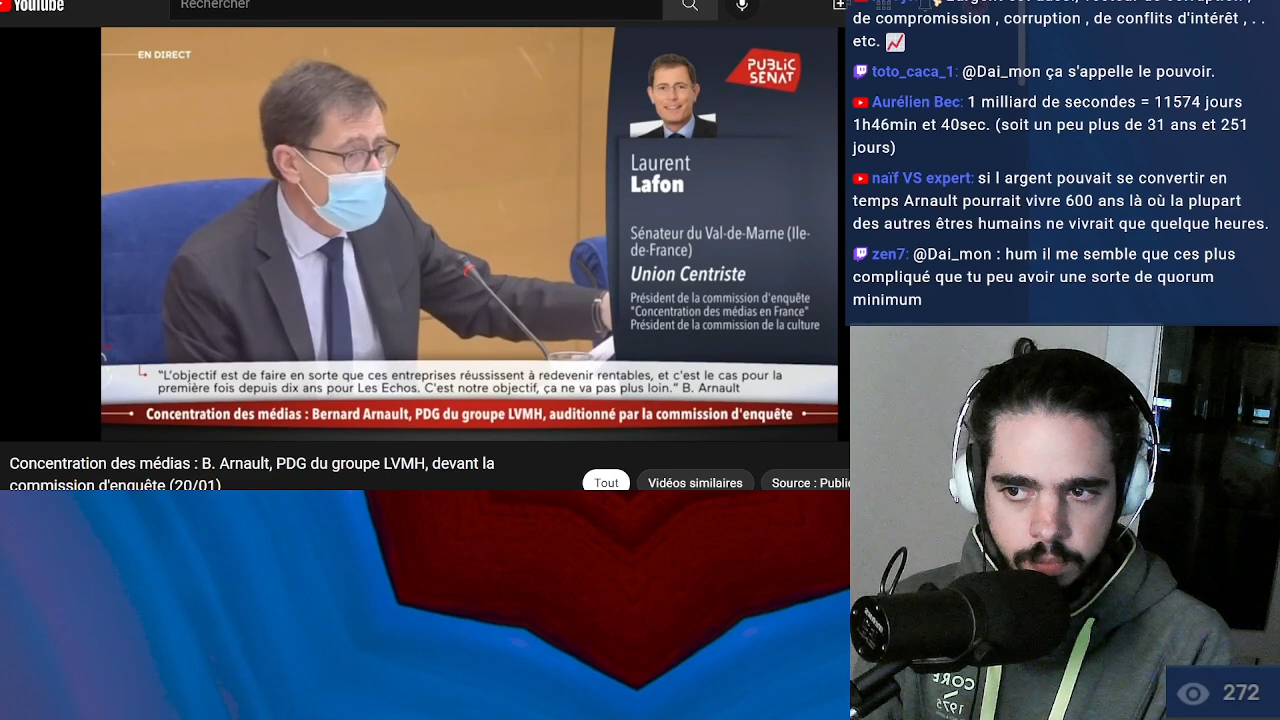 YouTube
Rechercher
EN DIRECT
PUBLIC
SÉNAT
Laurent
Lafon
Sénateur du Val-de-Marne (Ile-
de-France)
Union Centriste
Président de la commission d'enquête
"Concentration des médias en France"
Président de la commission de la culture
"L'objectif est de faire en sorte que ces entreprises réussissent à redevenir rentables, et c'est le cas pour la
première fois depuis dix ans pour Les Echos. C'est notre objectif, ça ne va pas plus loin." B. Arnault
Concentration des médias : Bernard Arnault, PDG du groupe LVMH, auditionné par la commission d'enquête
Concentration des médias : B. Arnault, PDG du groupe LVMH, devant la
commission d'enquête (20/01)
Tout
Vidéos similaires
Source : Public
de compromission , corruption , de conflits d'intérêt , . .
etc. 📈
toto_caca_1: @Dai_mon ça s'appelle le pouvoir.
Aurélien Bec: 1 milliard de secondes = 11574 jours
1h46min et 40sec. (soit un peu plus de 31 ans et 251
jours)
naïf VS expert: si l argent pouvait se convertir en
temps Arnault pourrait vivre 600 ans là où la plupart
des autres êtres humains ne vivrait que quelque heures.
zen7: @Dai_mon : hum il me semble que ces plus
compliqué que tu peu avoir une sorte de quorum
minimum
CORE
1975
272